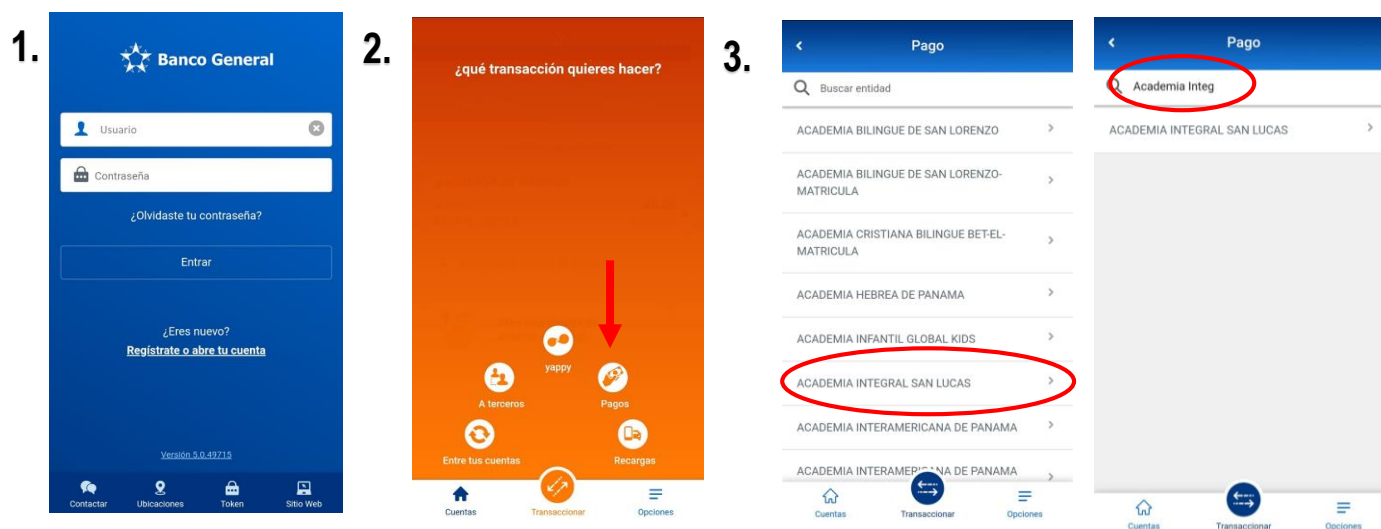 1.
Banco General
Usuario
Contraseña
¿Olvidaste tu contraseña?
Entrar
¿Eres nuevo?
Regístrate o abre tu cuenta
Versión 5.0.49715
Contactar
Ubicaciones
Token
Sitio Web
2.
¿qué transacción quieres hacer?
yappy
A terceros
Pagos
Entre tus cuentas
Recargas
Cuentas
Transaccionar
Opciones
3.
Pago
Buscar entidad
ACADEMIA BILINGUE DE SAN LORENZO
ACADEMIA BILINGUE DE SAN LORENZO-
MATRICULA
ACADEMIA CRISTIANA BILINGUE BET-EL-
MATRICULA
ACADEMIA HEBREA DE PANAMA
ACADEMIA INFANTIL GLOBAL KIDS
ACADEMIA INTEGRAL SAN LUCAS
ACADEMIA INTERAMERICANA DE PANAMA
ACADEMIA DE PANAMA
Cuentas
Transaccionar
Opciones
Pago
Academia Integ
ACADEMIA INTEGRAL SAN LUCAS
Cuentas
Transaccionar
Opciones